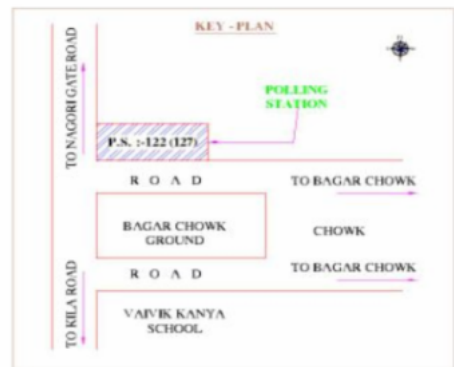 KEY - PLAN
TO NAGORI GATE ROAD
POLLING
STATION
P.S. :-122 (127)
R O A D
TO BAGAR CHOWK
BAGAR CHOWK
GROUND
CHOWK
R O A D
TO BAGAR CHOWK
TO KILA ROAD
VAIVIK KANYA
SCHOOL